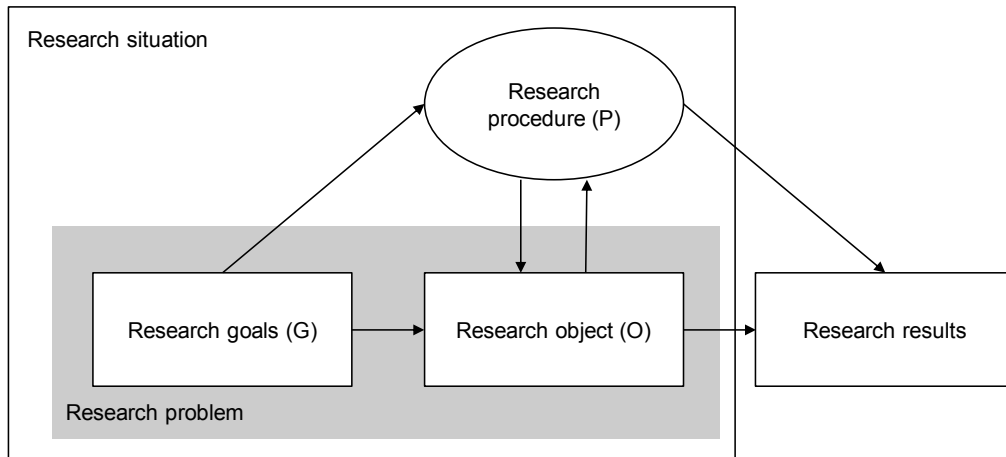 Research situation
Research
procedure (P)
Research goals (G)
Research object (O)
Research results
Research problem